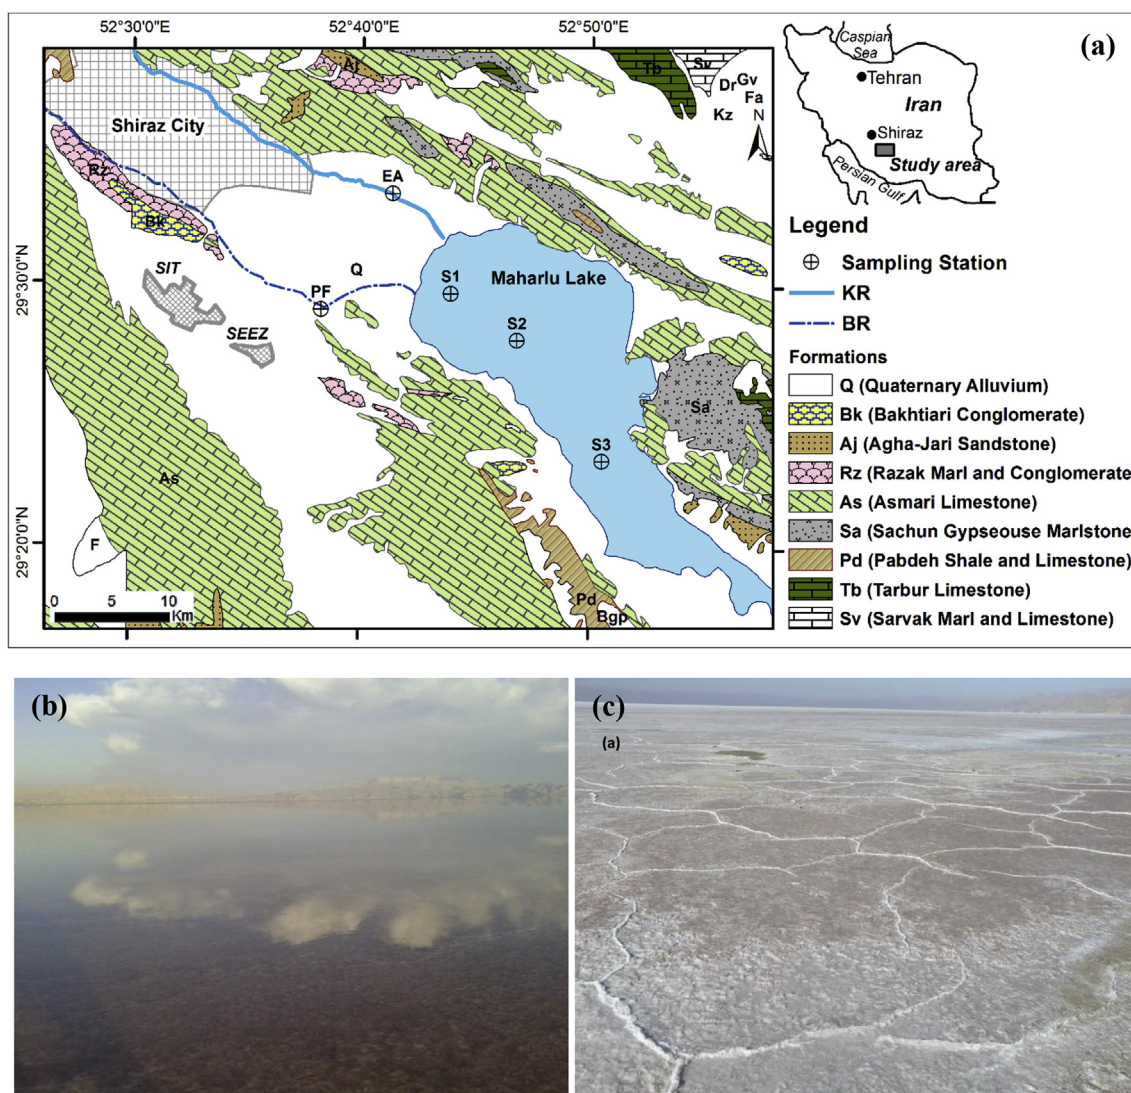 52°30'0"E
52°40'0"E
52°50'0"E
(a)
Caspian
Sea
Tehran
Iran
Shiraz
Study area
Persian Gulf
Shiraz City
Tb
Sv
DrGv
Fa
Kz
N
EA
Rz
Bk
SIT
Q
PF
S1
Maharlu Lake
S2
SEEZ
29°30'0"N
Sa
S3
As
F
29°20'0"N
0 5 10
Km
Pd
Bgp
Legend
Sampling Station
KR
BR
Formations
Q (Quaternary Alluvium)
Bk (Bakhtiari Conglomerate)
Aj (Agha-Jari Sandstone)
Rz (Razak Marl and Conglomerate
As (Asmari Limestone)
Sa (Sachun Gypseouse Marlstone
Pd (Pabdeh Shale and Limestone)
Tb (Tarbur Limestone)
Sv (Sarvak Marl and Limestone)
(b)
(c)
(a)